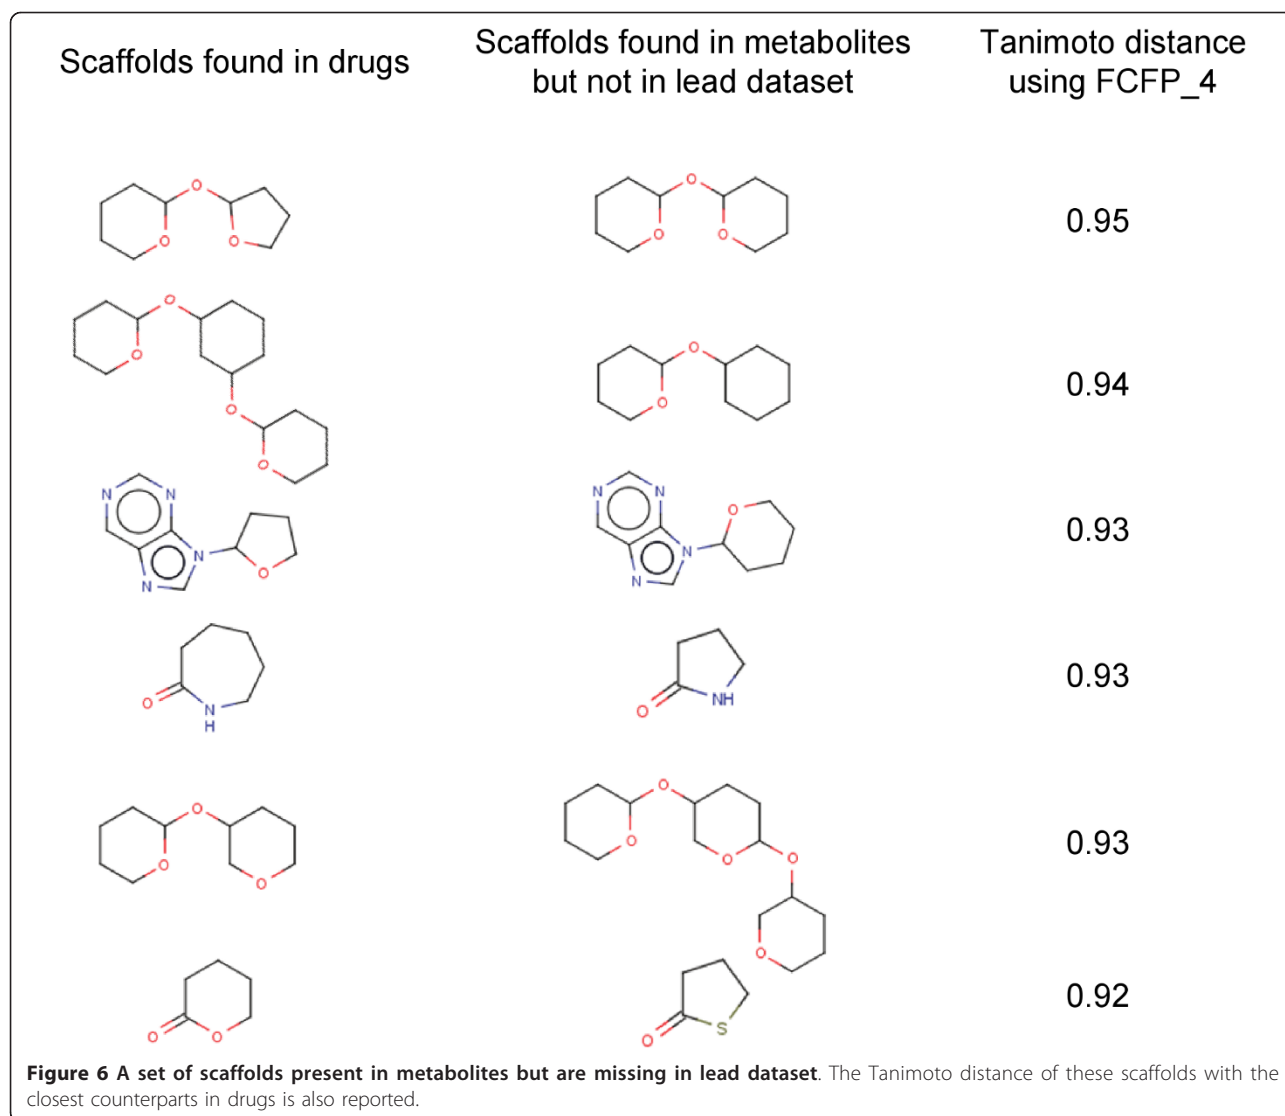 Scaffolds found in drugs
Scaffolds found in metabolites
but not in lead dataset
Tanimoto distance
using FCFP_4
O
O
O
O
O
O
0.95
O
O
O
O
O
O
0.94
N
N
N
N
O
N
N
N
N
O
0.93
O
N
H
O
NH
0.93
O
O
O
O
O
O
O
O
0.93
O
O
O
S
0.92
Figure 6 A set of scaffolds present in metabolites but are missing in lead dataset. The Tanimoto distance of these scaffolds with the
closest counterparts in drugs is also reported.